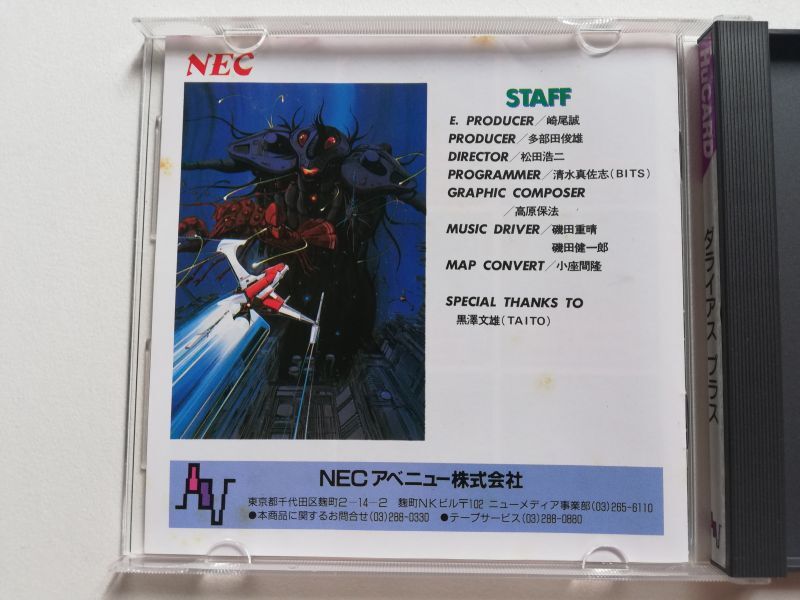 NEC
STAFF
E. PRODUCER/崎尾誠
PRODUCER/多部田俊雄
DIRECTOR/松田浩二
PROGRAMMER/清水真佐志(BITS)
GRAPHIC COMPOSER
/高原保法
MUSIC DRIVER/磯田重晴
磯田健一郎
MAP CONVERT/小座間隆
SPECIAL THANKS TO
黒澤文雄(TAITO)
NECアベニュー株式会社
東京都千代田区麹町2-14-2 麹町NKビル〒102 ニューメディア事業部(03)265-6110
●本商品に関するお問合せ(03)288-0330 ●テープサービス(03)288-0880
HuCARD
ダライアス プラス